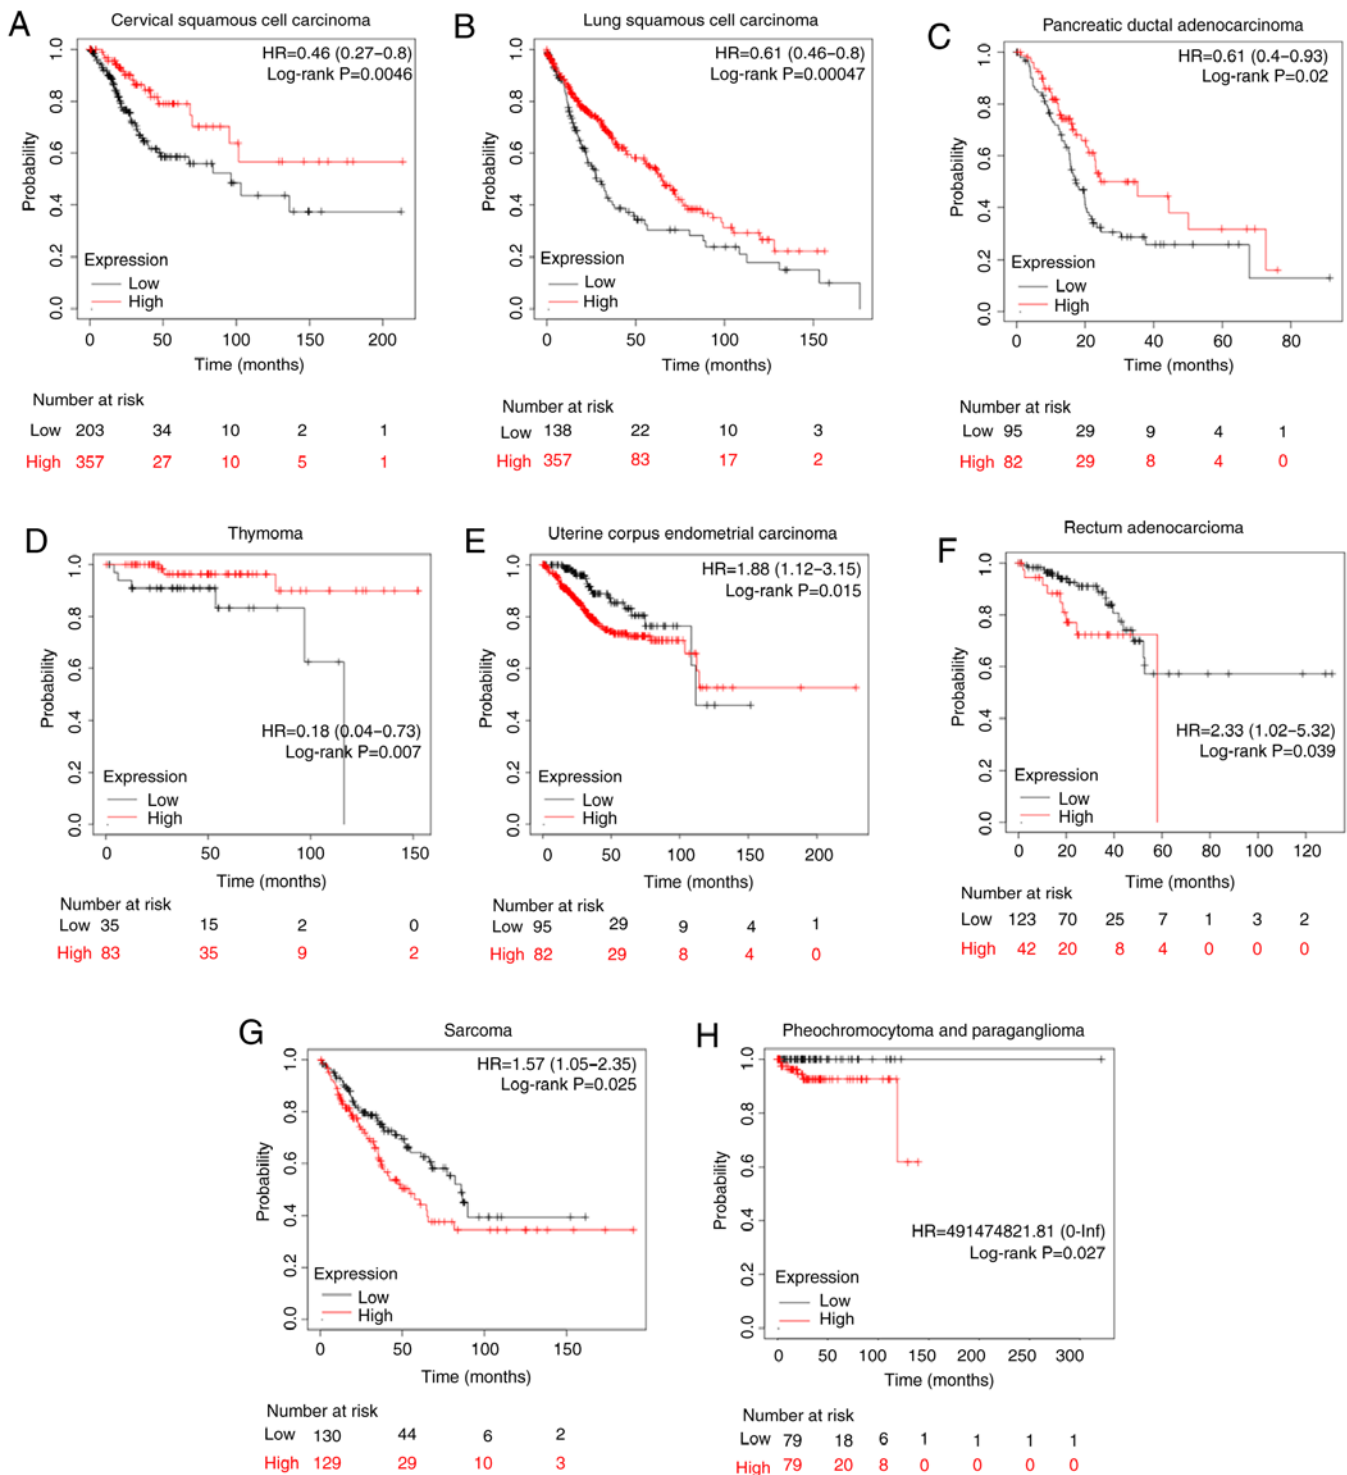 A
Cervical squamous cell carcinoma
HR=0.46 (0.27–0.8)
Log-rank P=0.0046
Probability
1.0
0.8
0.6
0.4
0.2
0.0
Expression
Low
High
0 50 100 150 200
Time (months)
Number at risk
Low 203 34 10 2 1
High 357 27 10 5 1
B
Lung squamous cell carcinoma
HR=0.61 (0.46–0.8)
Log-rank P=0.00047
Probability
1.0
0.8
0.6
0.4
0.2
0.0
Expression
Low
High
0 50 100 150
Time (months)
Number at risk
Low 138 22 10 3
High 357 83 17 2
C
Pancreatic ductal adenocarcinoma
HR=0.61 (0.4–0.93)
Log-rank P=0.02
Probability
1.0
0.8
0.6
0.4
0.2
0.0
Expression
Low
High
0 20 40 60 80
Time (months)
Number at risk
Low 95 29 9 4 1
High 82 29 8 4 0
D
Thymoma
Probability
1.0
0.8
0.6
0.4
0.2
0.0
HR=0.18 (0.04–0.73)
Log-rank P=0.007
Expression
Low
High
0 50 100 150
Time (months)
Number at risk
Low 35 15 2 0
High 83 35 9 2
E
Uterine corpus endometrial carcinoma
HR=1.88 (1.12–3.15)
Log-rank P=0.015
Probability
1.0
0.8
0.6
0.4
0.2
0.0
Expression
Low
High
0 50 100 150 200
Time (months)
Number at risk
Low 95 29 9 4 1
High 82 29 8 4 0
F
Rectum adenocarcioma
Probability
1.0
0.8
0.6
0.4
0.2
0.0
HR=2.33 (1.02–5.32)
Log-rank P=0.039
Expression
Low
High
0 20 40 60 80 100 120
Time (months)
Number at risk
Low 123 70 25 7 1 3 2
High 42 20 8 4 0 0 0
G
Sarcoma
HR=1.57 (1.05–2.35)
Log-rank P=0.025
Probability
1.0
0.8
0.6
0.4
0.2
0.0
Expression
Low
High
0 50 100 150
Time (months)
Number at risk
Low 130 44 6 2
High 129 29 10 3
H
Pheochromocytoma and paraganglioma
Probability
1.0
0.8
0.6
0.4
0.2
0.0
HR=491474821.81 (0-Inf)
Log-rank P=0.027
Expression
Low
High
0 50 100 150 200 250 300
Time (months)
Number at risk
Low 79 18 6 1 1 1 1
High 79 20 8 0 0 0 0